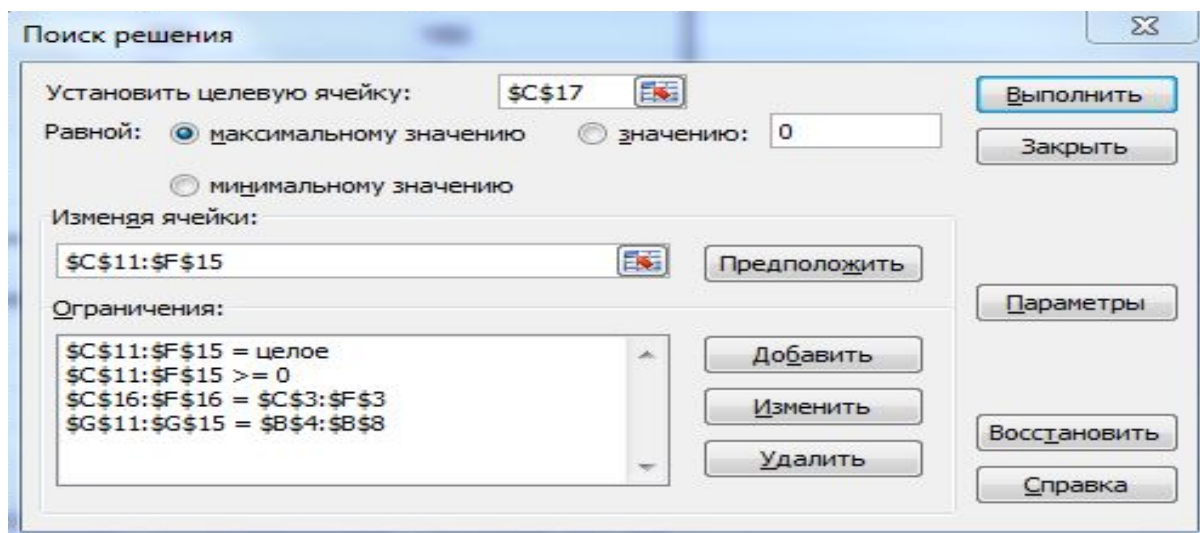 Поиск решения
Установить целевую ячейку: $C$17
Выполнить
Равной: максимальному значению значению: 0
Закрыть
минимальному значению
Изменяя ячейки:
$C$11:$F$15
Предположить
Параметры
Ограничения:
$C$11:$F$15 = целое
$C$11:$F$15 >= 0
$C$16:$F$16 = $C$3:$F$3
$G$11:$G$15 = $B$4:$B$8
Добавить
Изменить
Удалить
Восстановить
Справка